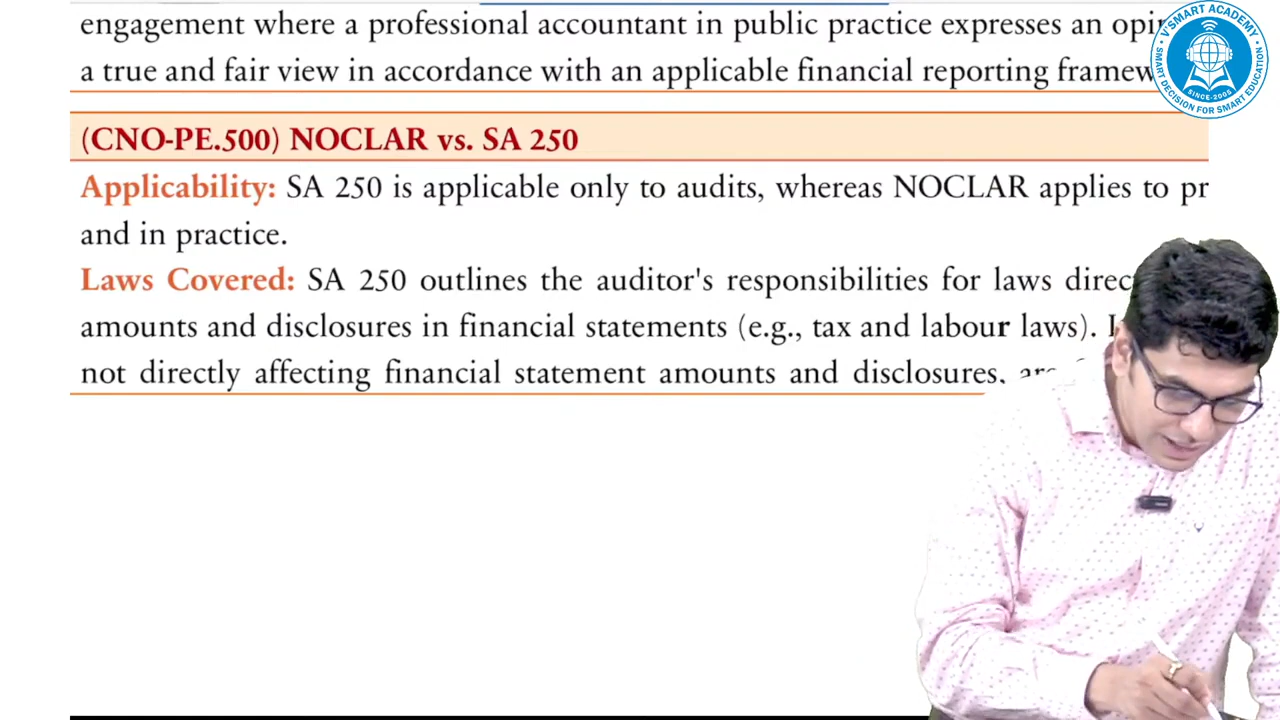 engagement where a professional accountant in public practice expresses an
a true and fair view in accordance with an applicable financial reporting
(CNO-PE.500) NOCLAR vs. SA 250
Applicability: SA 250 is applicable only to audits, whereas NOCLAR applies to pr
and in practice.
Laws Covered: SA 250 outlines the auditor's responsibilities for laws
amounts and disclosures in financial statements (e.g., tax and labour laws).
not directly affecting financial statement amounts and disclosures,
VSMART ACADEMY
SMART DECISION FOR SMART EDUCATION
SINCE-2005